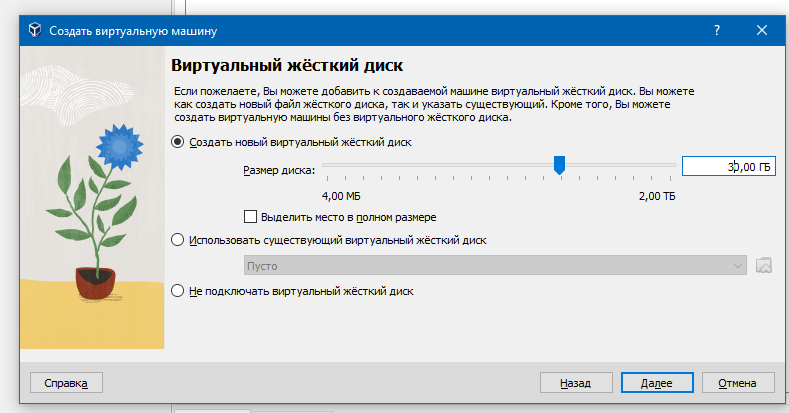 Создать виртуальную машину
Виртуальный жёсткий диск
Если пожелаете, Вы можете добавить к создаваемой машине виртуальный жёсткий диск. Вы можете
как создать новый файл жёсткого диска, так и указать существующий. Кроме того, Вы можете
создать виртуальную машины без виртуального жёсткого диска.
Создать новый виртуальный жёсткий диск
Размер диска:
30,00 ГБ
4,00 МБ
2,00 ТБ
Выделить место в полном размере
Использовать существующий виртуальный жёсткий диск
Пусто
Не подключать виртуальный жёсткий диск
Справка
Назад
Далее
Отмена